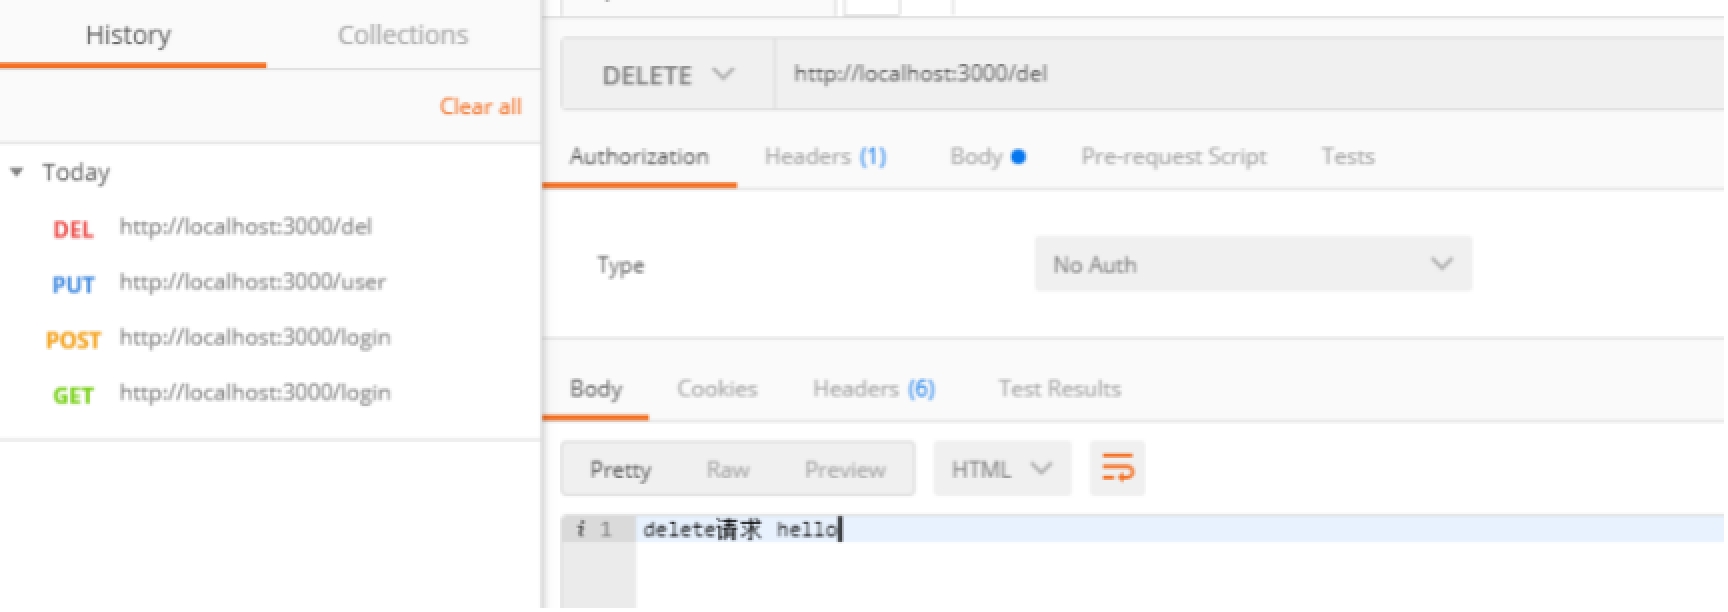 History Collections
Clear all
Today
DEL http://localhost:3000/del
PUT http://localhost:3000/user
POST http://localhost:3000/login
GET http://localhost:3000/login
DELETE http://localhost:3000/del
Authorization Headers (1) Body Pre-request Script Tests
Type No Auth
Body Cookies Headers (6) Test Results
Pretty Raw Preview HTML
i 1 delete请求 hello